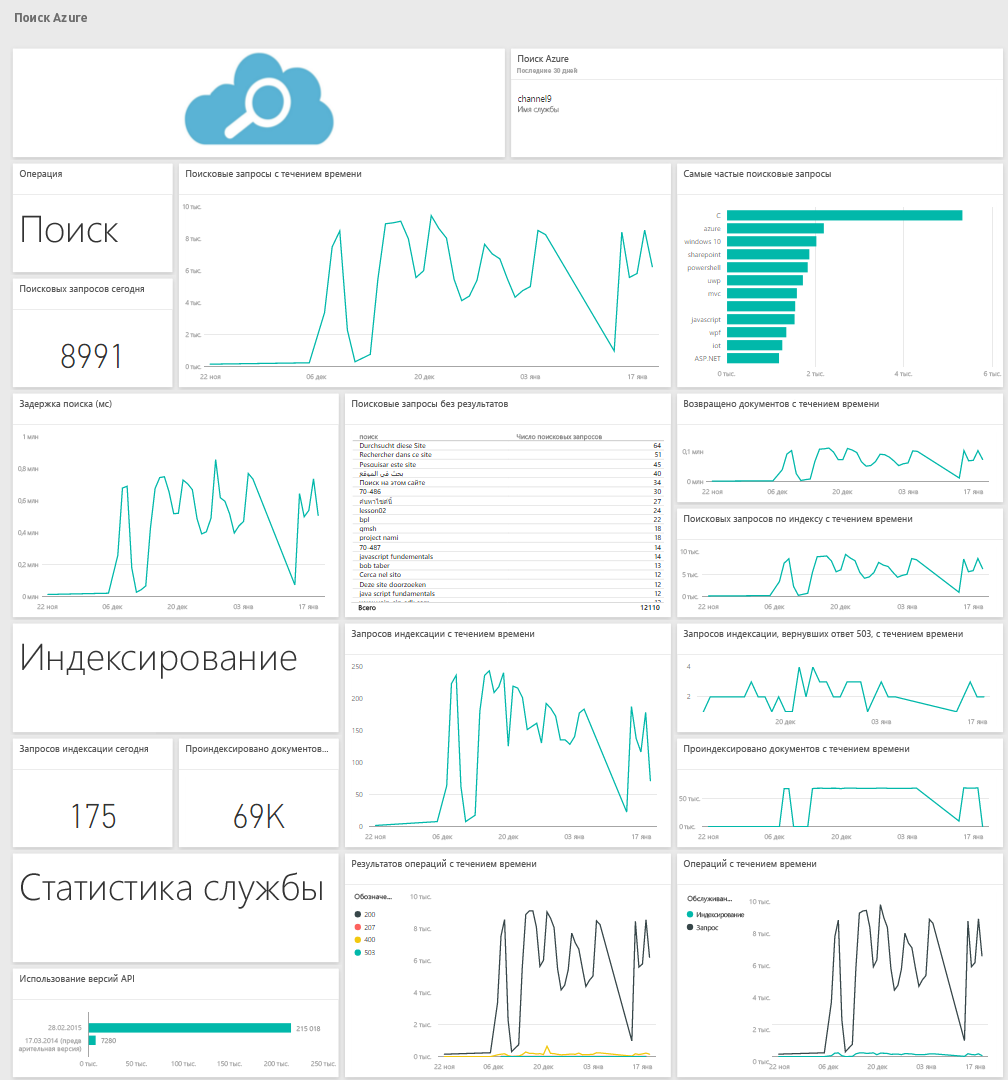 Поиск Azure
Поиск Azure
Последние 30 дней
channel9
Имя службы
Операция
Поиск
Поисковых запросов сегодня
8991
Поисковые запросы с течением времени
10 тыс.
8 тыс.
6 тыс.
4 тыс.
2 тыс.
0 тыс.
22 ноя 06 дек 20 дек 03 янв 17 янв
Самые частые поисковые запросы
C
azure
windows 10
sharepoint
powershell
uwp
mvc
javascript
wpf
iot
ASP.NET
0 тыс. 2 тыс. 4 тыс. 6 тыс.
Задержка поиска (мс)
1 млн
0,8 млн
0,6 млн
0,4 млн
0,2 млн
0 млн
22 ноя 06 дек 20 дек 03 янв 17 янв
Поисковые запросы без результатов
поиск Число поисковых запросов
Durchsucht diese Site 64
Rechercher dans ce site 51
Pesquisar este site 45
بحث في الموقع 40
Поиск на этом сайте 34
70-486 30
ค้นหาไซต์นี้ 27
lesson02 24
bpl 22
qmsh 18
project nami 18
70-487 14
javascript fundementals 14
bob taber 13
Cerca nel sito 12
Deze site doorzoeken 12
java script fundamentals 12
Всего 12110
Возвращено документов с течением времени
0,1 млн
0 млн
22 ноя 06 дек 20 дек 03 янв 17 янв
Поисковых запросов по индексу с течением времени
10 тыс.
5 тыс.
0 тыс.
22 ноя 06 дек 20 дек 03 янв 17 янв
Индексирование
Запросов индексации сегодня
175
Проиндексировано документов...
69K
Запросов индексации с течением времени
250
200
150
100
50
0
22 ноя 06 дек 20 дек 03 янв 17 янв
Запросов индексации, вернувших ответ 503, с течением времени
4
2
20 дек 03 янв 17 янв
Проиндексировано документов с течением времени
50 тыс.
0 тыс.
22 ноя 06 дек 20 дек 03 янв 17 янв
Статистика службы
Использование версий API
28.02.2015 215 018
17.03.2014 (предв
арительная версия) 7280
0 тыс. 50 тыс. 100 тыс. 150 тыс. 200 тыс. 250 тыс.
Результатов операций с течением времени
Обозначе...
200
207
400
503
10 тыс.
8 тыс.
6 тыс.
4 тыс.
2 тыс.
0 тыс.
22 ноя 06 дек 20 дек 03 янв 17 янв
Операций с течением времени
Обслуживан...
Индексирование
Запрос
10 тыс.
8 тыс.
6 тыс.
4 тыс.
2 тыс.
0 тыс.
22 ноя 06 дек 20 дек 03 янв 17 янв